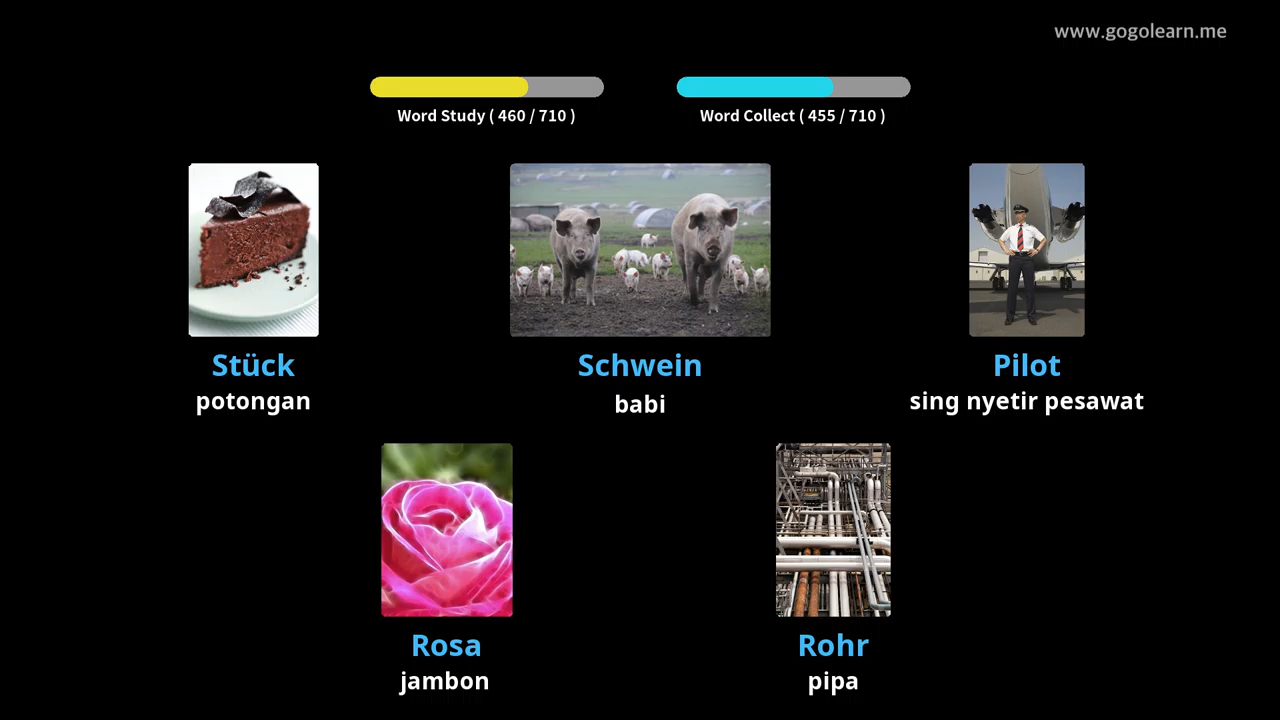 www.gogolearn.me
Word Study ( 460 / 710 )
Word Collect ( 455 / 710 )
Stück
potongan
Schwein
babi
Pilot
sing nyetir pesawat
Rosa
jambon
Rohr
pipa